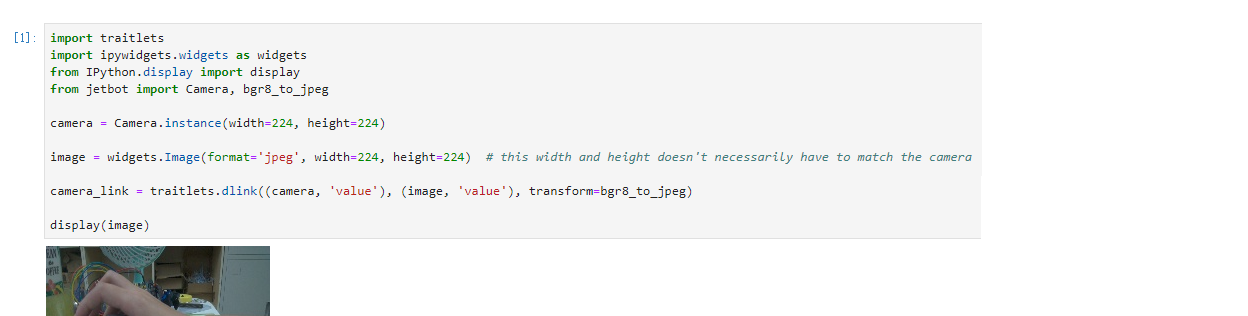 [1]:
import traitlets
import ipywidgets.widgets as widgets
from IPython.display import display
from jetbot import Camera, bgr8_to_jpeg
camera = Camera.instance(width=224, height=224)
image = widgets.Image(format='jpeg', width=224, height=224)  # this width and height doesn't necessarily have to match the camera
camera_link = traitlets.dlink((camera, 'value'), (image, 'value'), transform=bgr8_to_jpeg)
display(image)